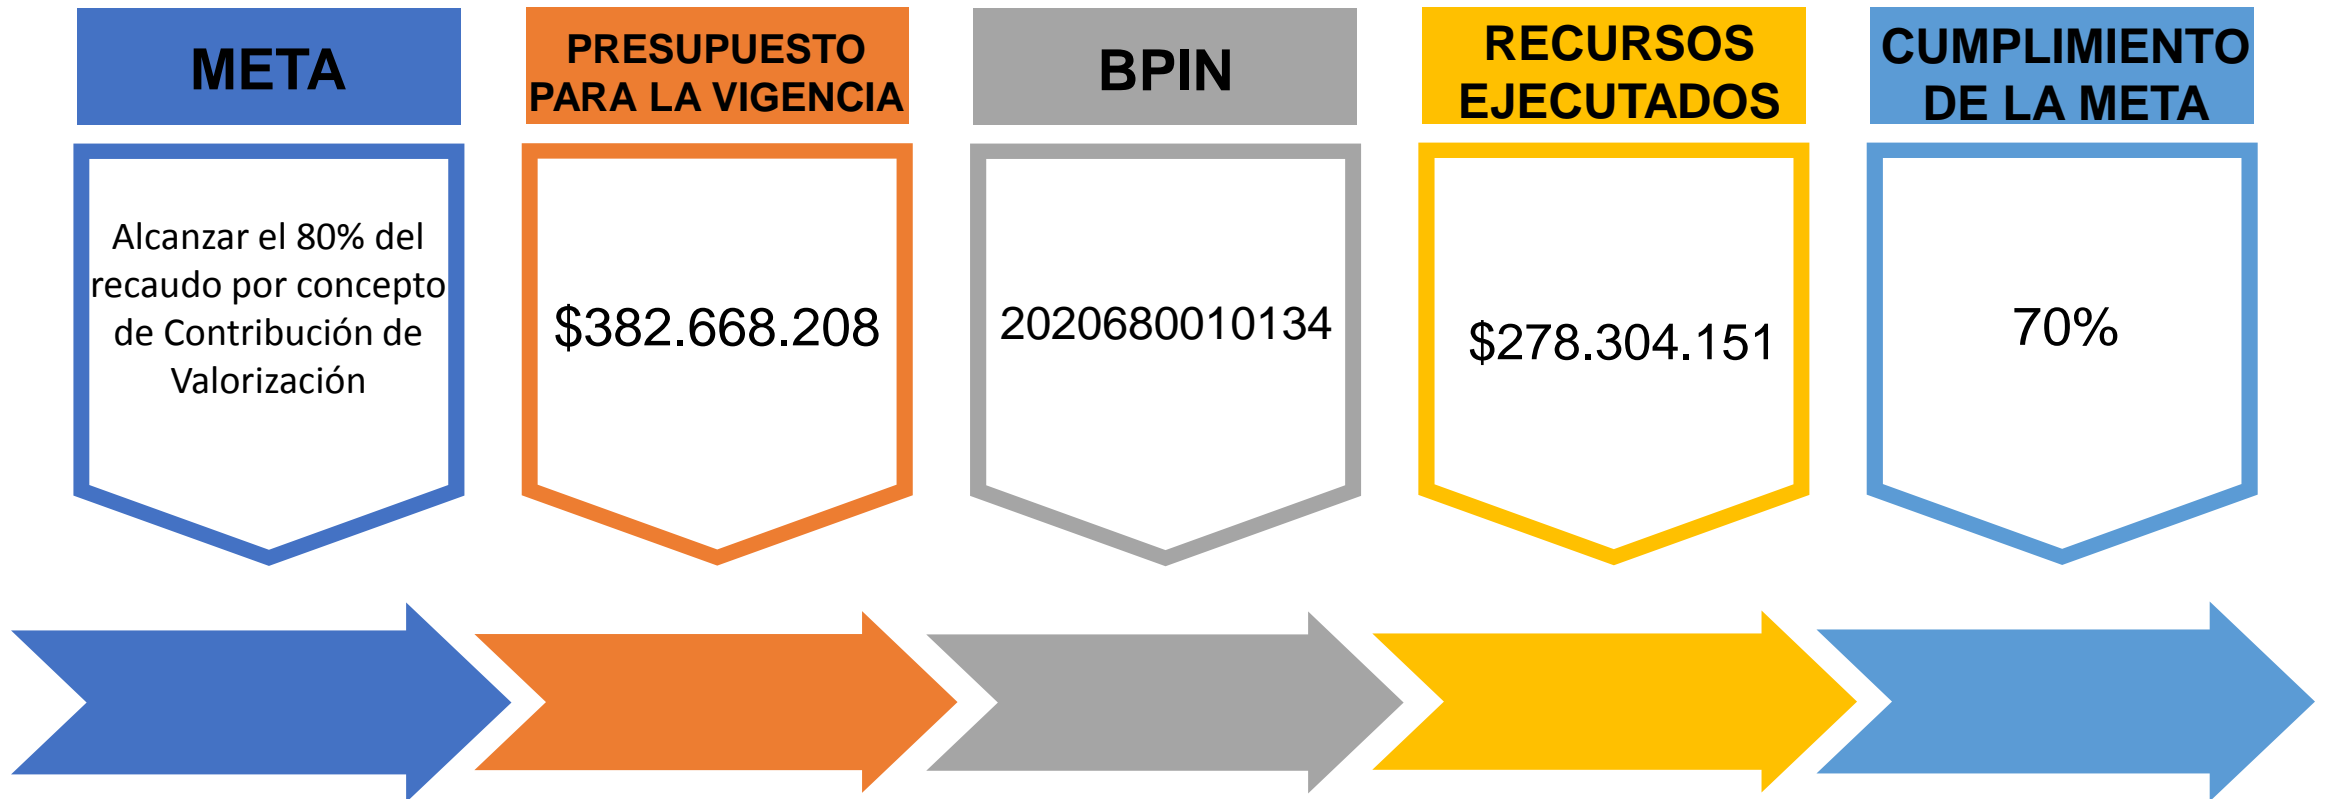 META
Alcanzar el 80% del
recaudo por concepto
de Contribución de
Valorización
PRESUPUESTO
PARA LA VIGENCIA
$382.668.208
BPIN
2020680010134
RECURSOS
EJECUTADOS
$278.304.151
CUMPLIMIENTO
DE LA META
70%